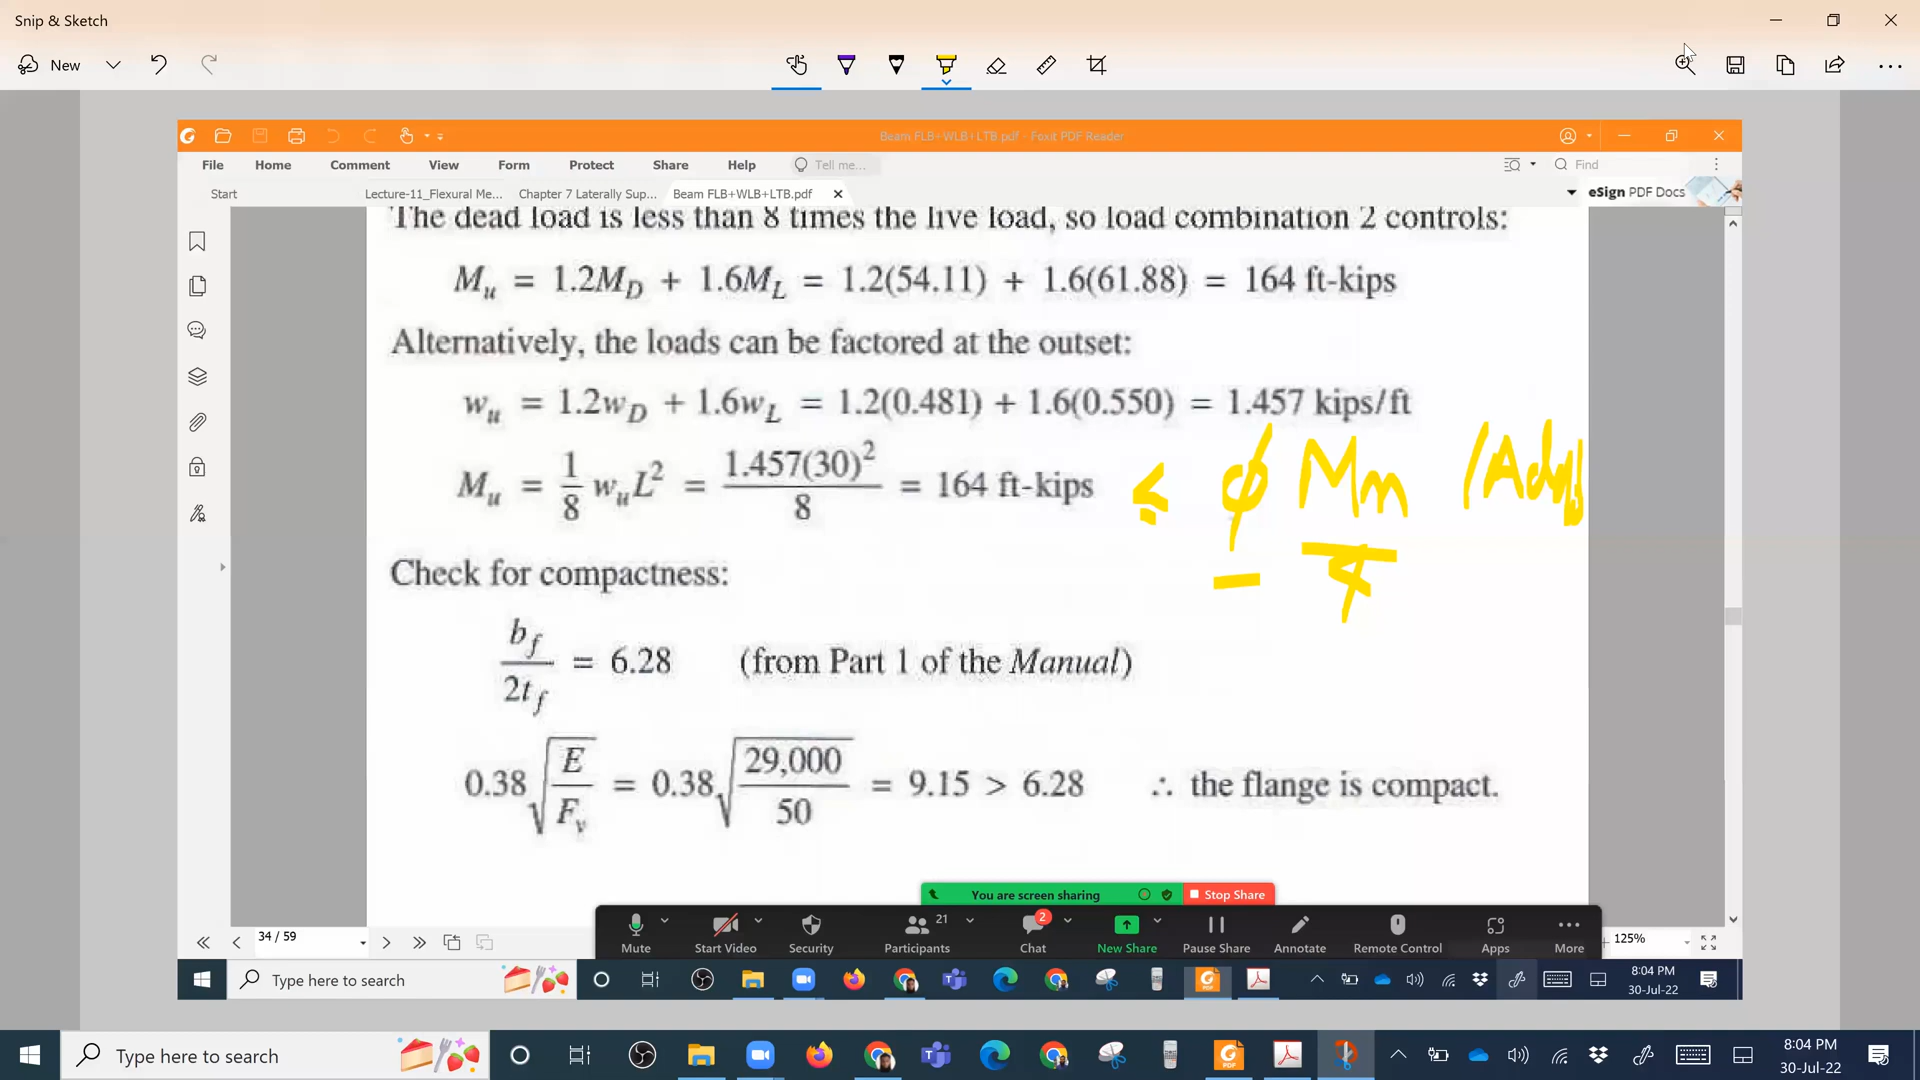 Snip & Sketch
New
Beam FLB+WLB+LTB.pdf - Foxit PDF Reader
File Home Comment View Form Protect Share Help Tell me... Find
Start Lecture-11_Flexural Me... Chapter 7 Laterally Sup... Beam FLB+WLB+LTB.pdf eSign PDF Docs
The dead load is less than 8 times the live load, so load combination 2 controls:
M_u = 1.2M_D + 1.6M_L = 1.2(54.11) + 1.6(61.88) = 164 ft-kips
Alternatively, the loads can be factored at the outset:
w_u = 1.2w_D + 1.6w_L = 1.2(0.481) + 1.6(0.550) = 1.457 kips/ft
M_u = 1/8 w_u L² = 1.457(30)²/8 = 164 ft-kips ≤ ϕ Mn
Check for compactness:
b_f/2t_f = 6.28 (from Part 1 of the Manual)
0.38√(E/F_y) = 0.38√(29,000/50) = 9.15 > 6.28 ∴ the flange is compact.
You are screen sharing Stop Share
21 2
Mute Start Video Security Participants Chat New Share Pause Share Annotate Remote Control Apps More
34 / 59 125%
Type here to search 8:04 PM
30-Jul-22
Type here to search 8:04 PM
30-Jul-22